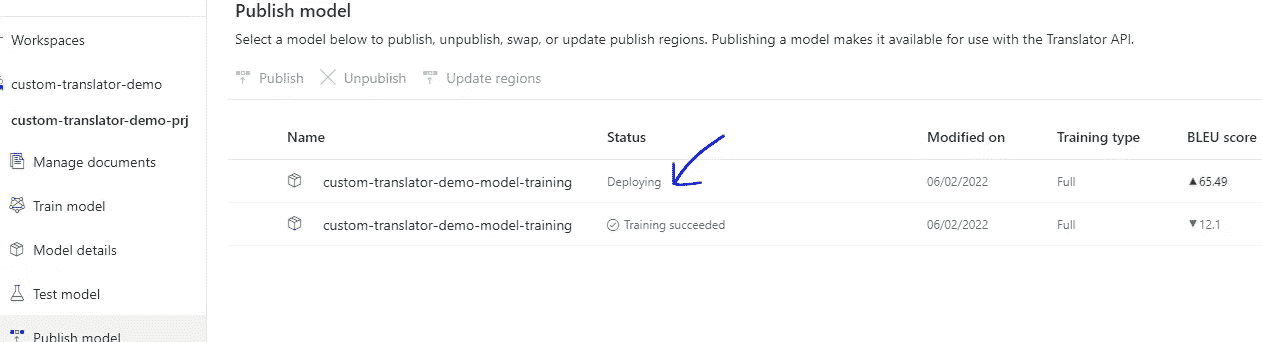 Publish model
Select a model below to publish, unpublish, swap, or update publish regions. Publishing a model makes it available for use with the Translator API.
Workspaces
custom-translator-demo
custom-translator-demo-prj
Manage documents
Train model
Model details
Test model
Publish model
Publish Unpublish Update regions
Name Status Modified on Training type BLEU score
custom-translator-demo-model-training Deploying 06/02/2022 Full ▲65.49
custom-translator-demo-model-training Training succeeded 06/02/2022 Full ▼12.1